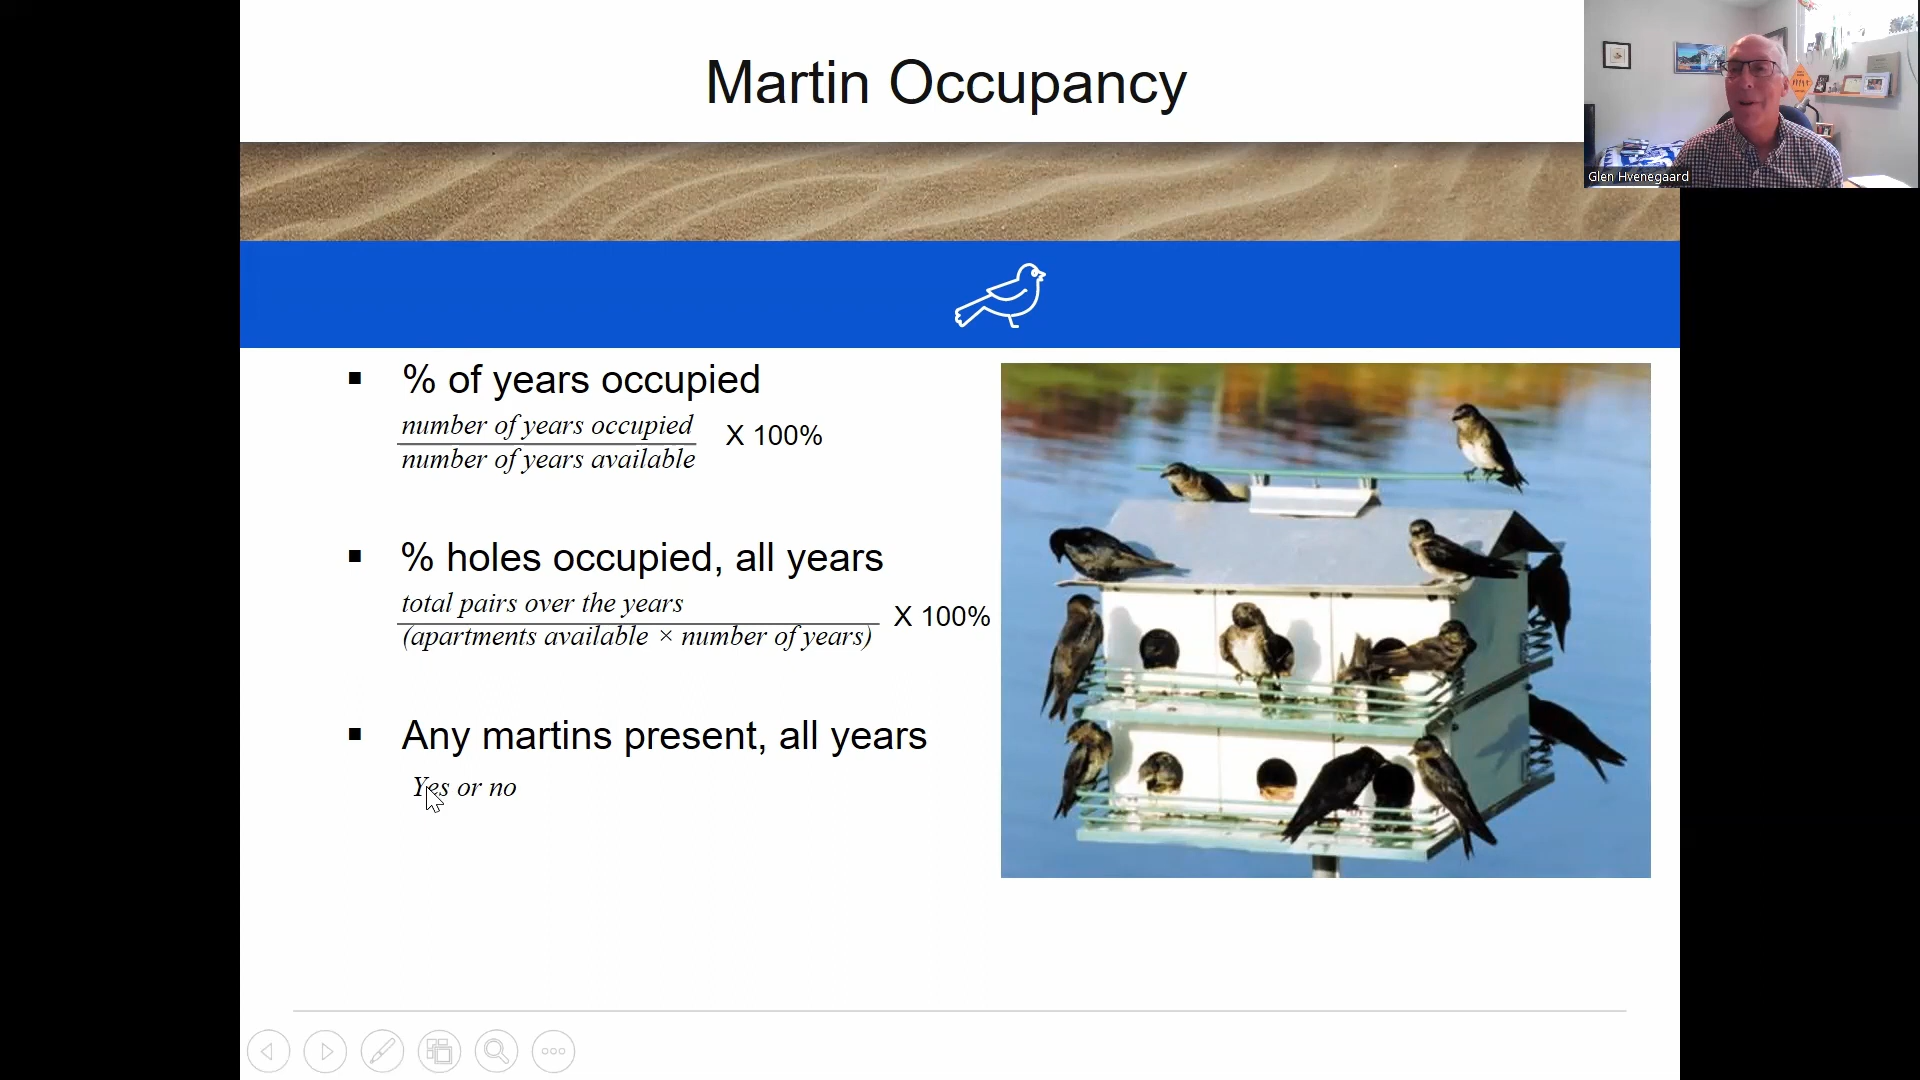 Martin Occupancy
Glen Hvenegaard
▪ % of years occupied
number of years occupied
number of years available
X 100%
▪ % holes occupied, all years
total pairs over the years
(apartments available × number of years)
X 100%
▪ Any martins present, all years
Yes or no